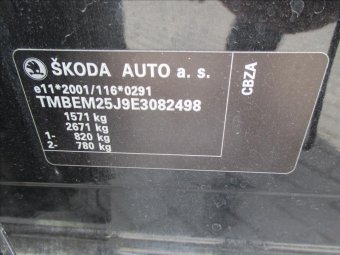 ŠKODA AUTO a. s.
e11*2001/116*0291
TMBEM25J9E3082498
1571 kg
2671 kg
1- 820 kg
2- 780 kg
CBZA